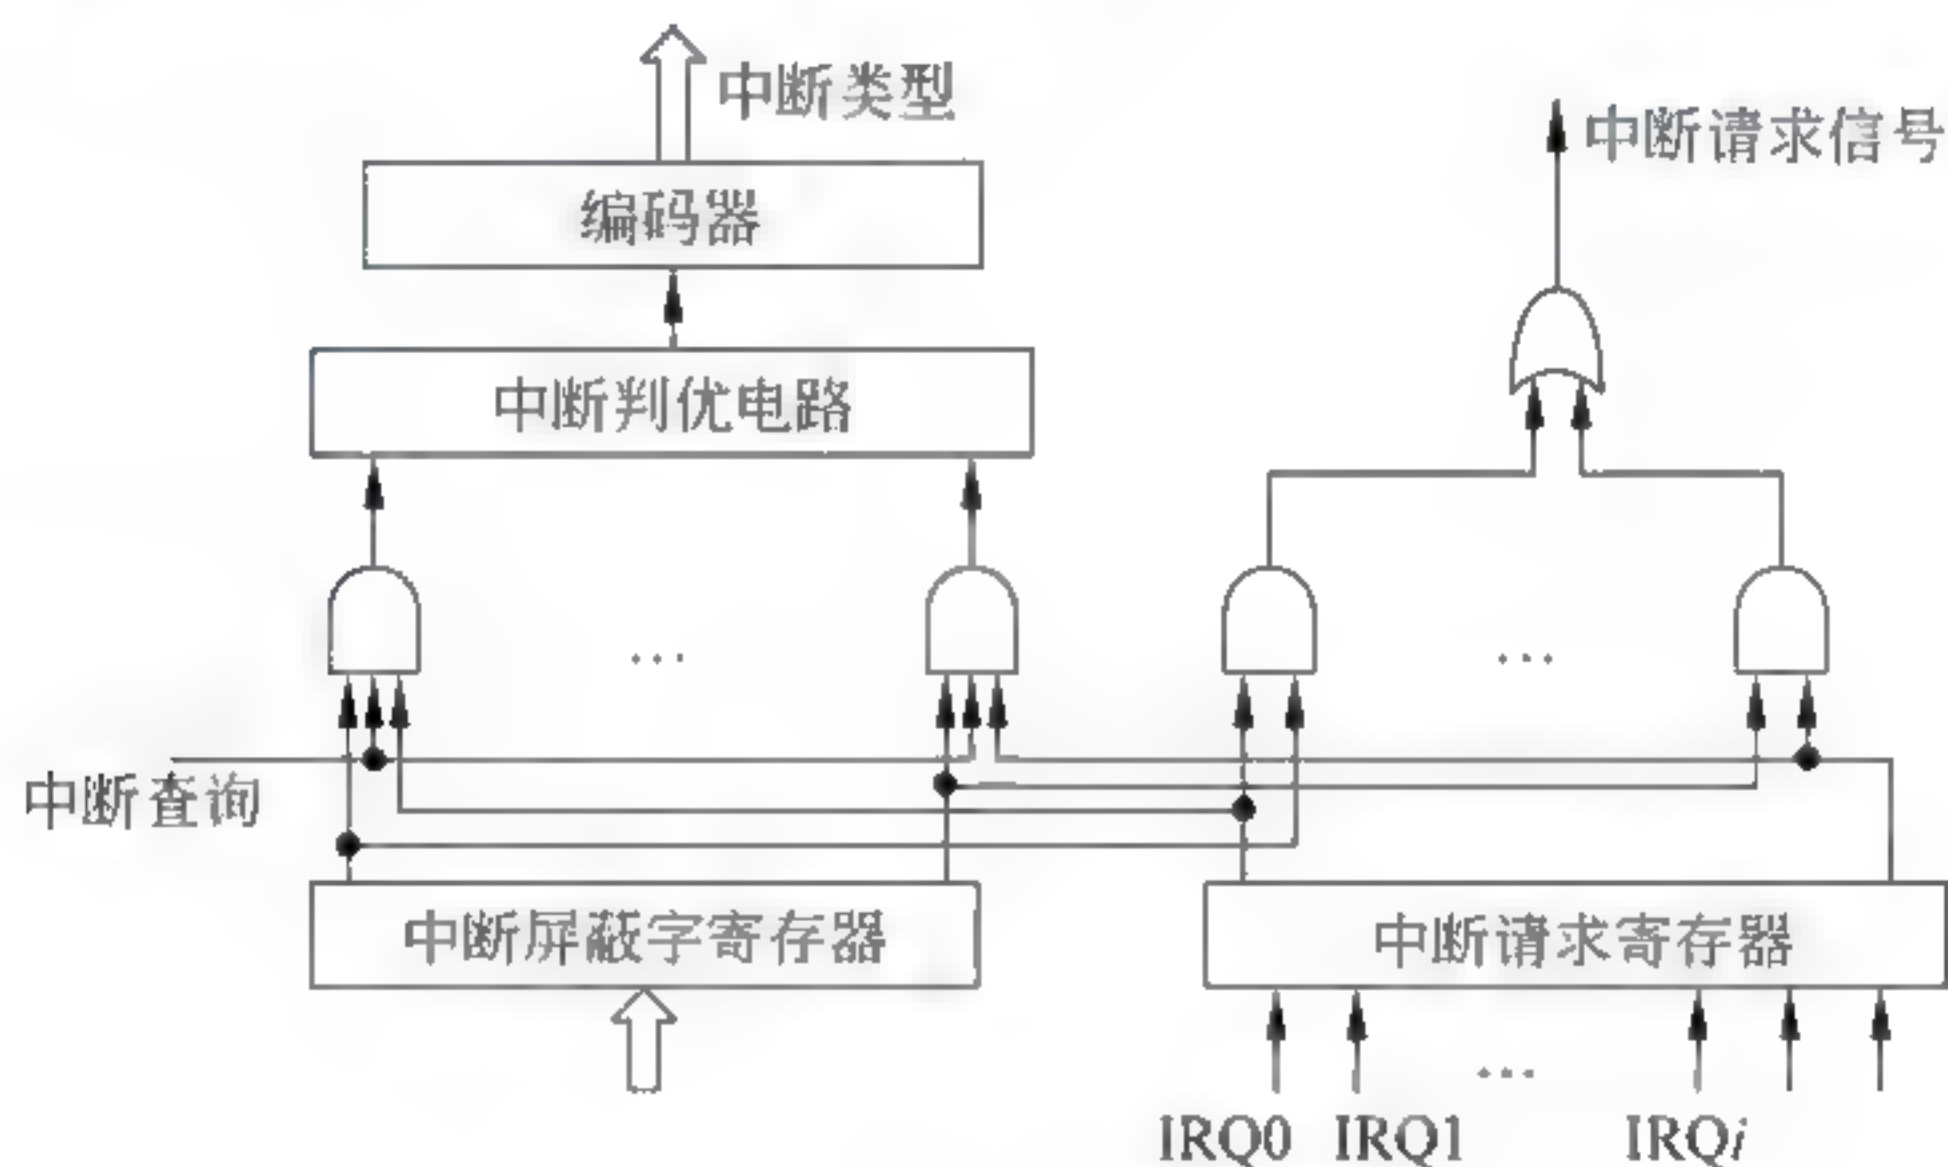 中断类型
中断请求信号
编码器
中断判优电路
...
...
中断查询
中断屏蔽字寄存器
中断请求寄存器
...
IRQ0 IRQ1 IRQi